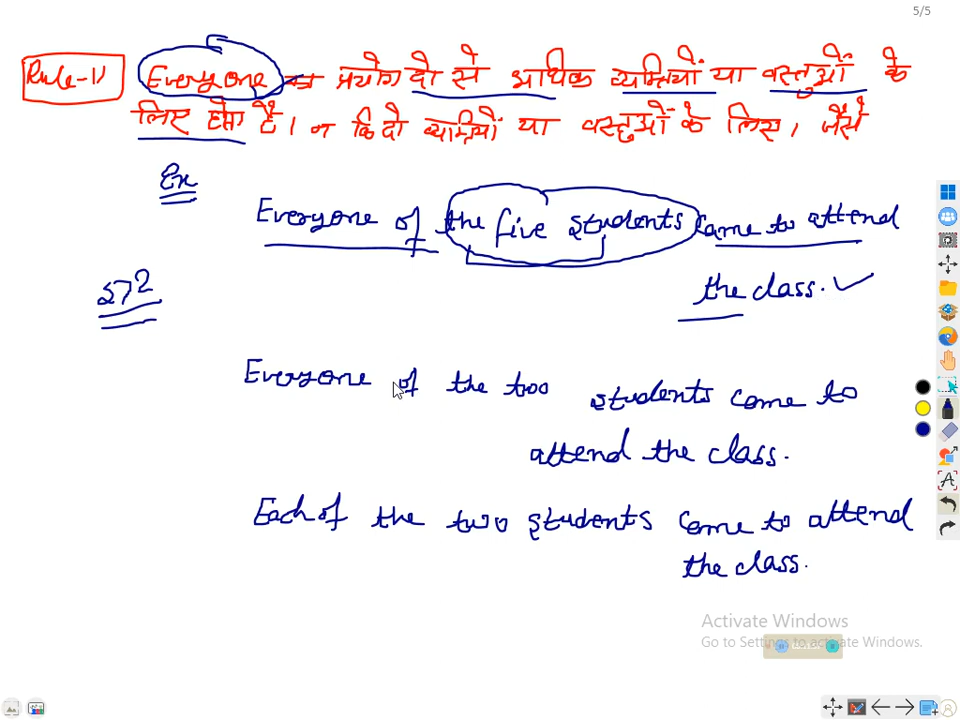 5/5
Rule-11 Everyone का प्रयोग दो से अधिक व्यक्तियों या वस्तुओं के
लिए होता है। न कि दो व्यक्तियों या वस्तुओं के लिए, जैसे
Ex
Everyone of the five students came to attend
the class.
Everyone of the two students come to
attend the class.
Each of the two students come to attend
the class.
Activate Windows
Go to Settings to activate Windows.